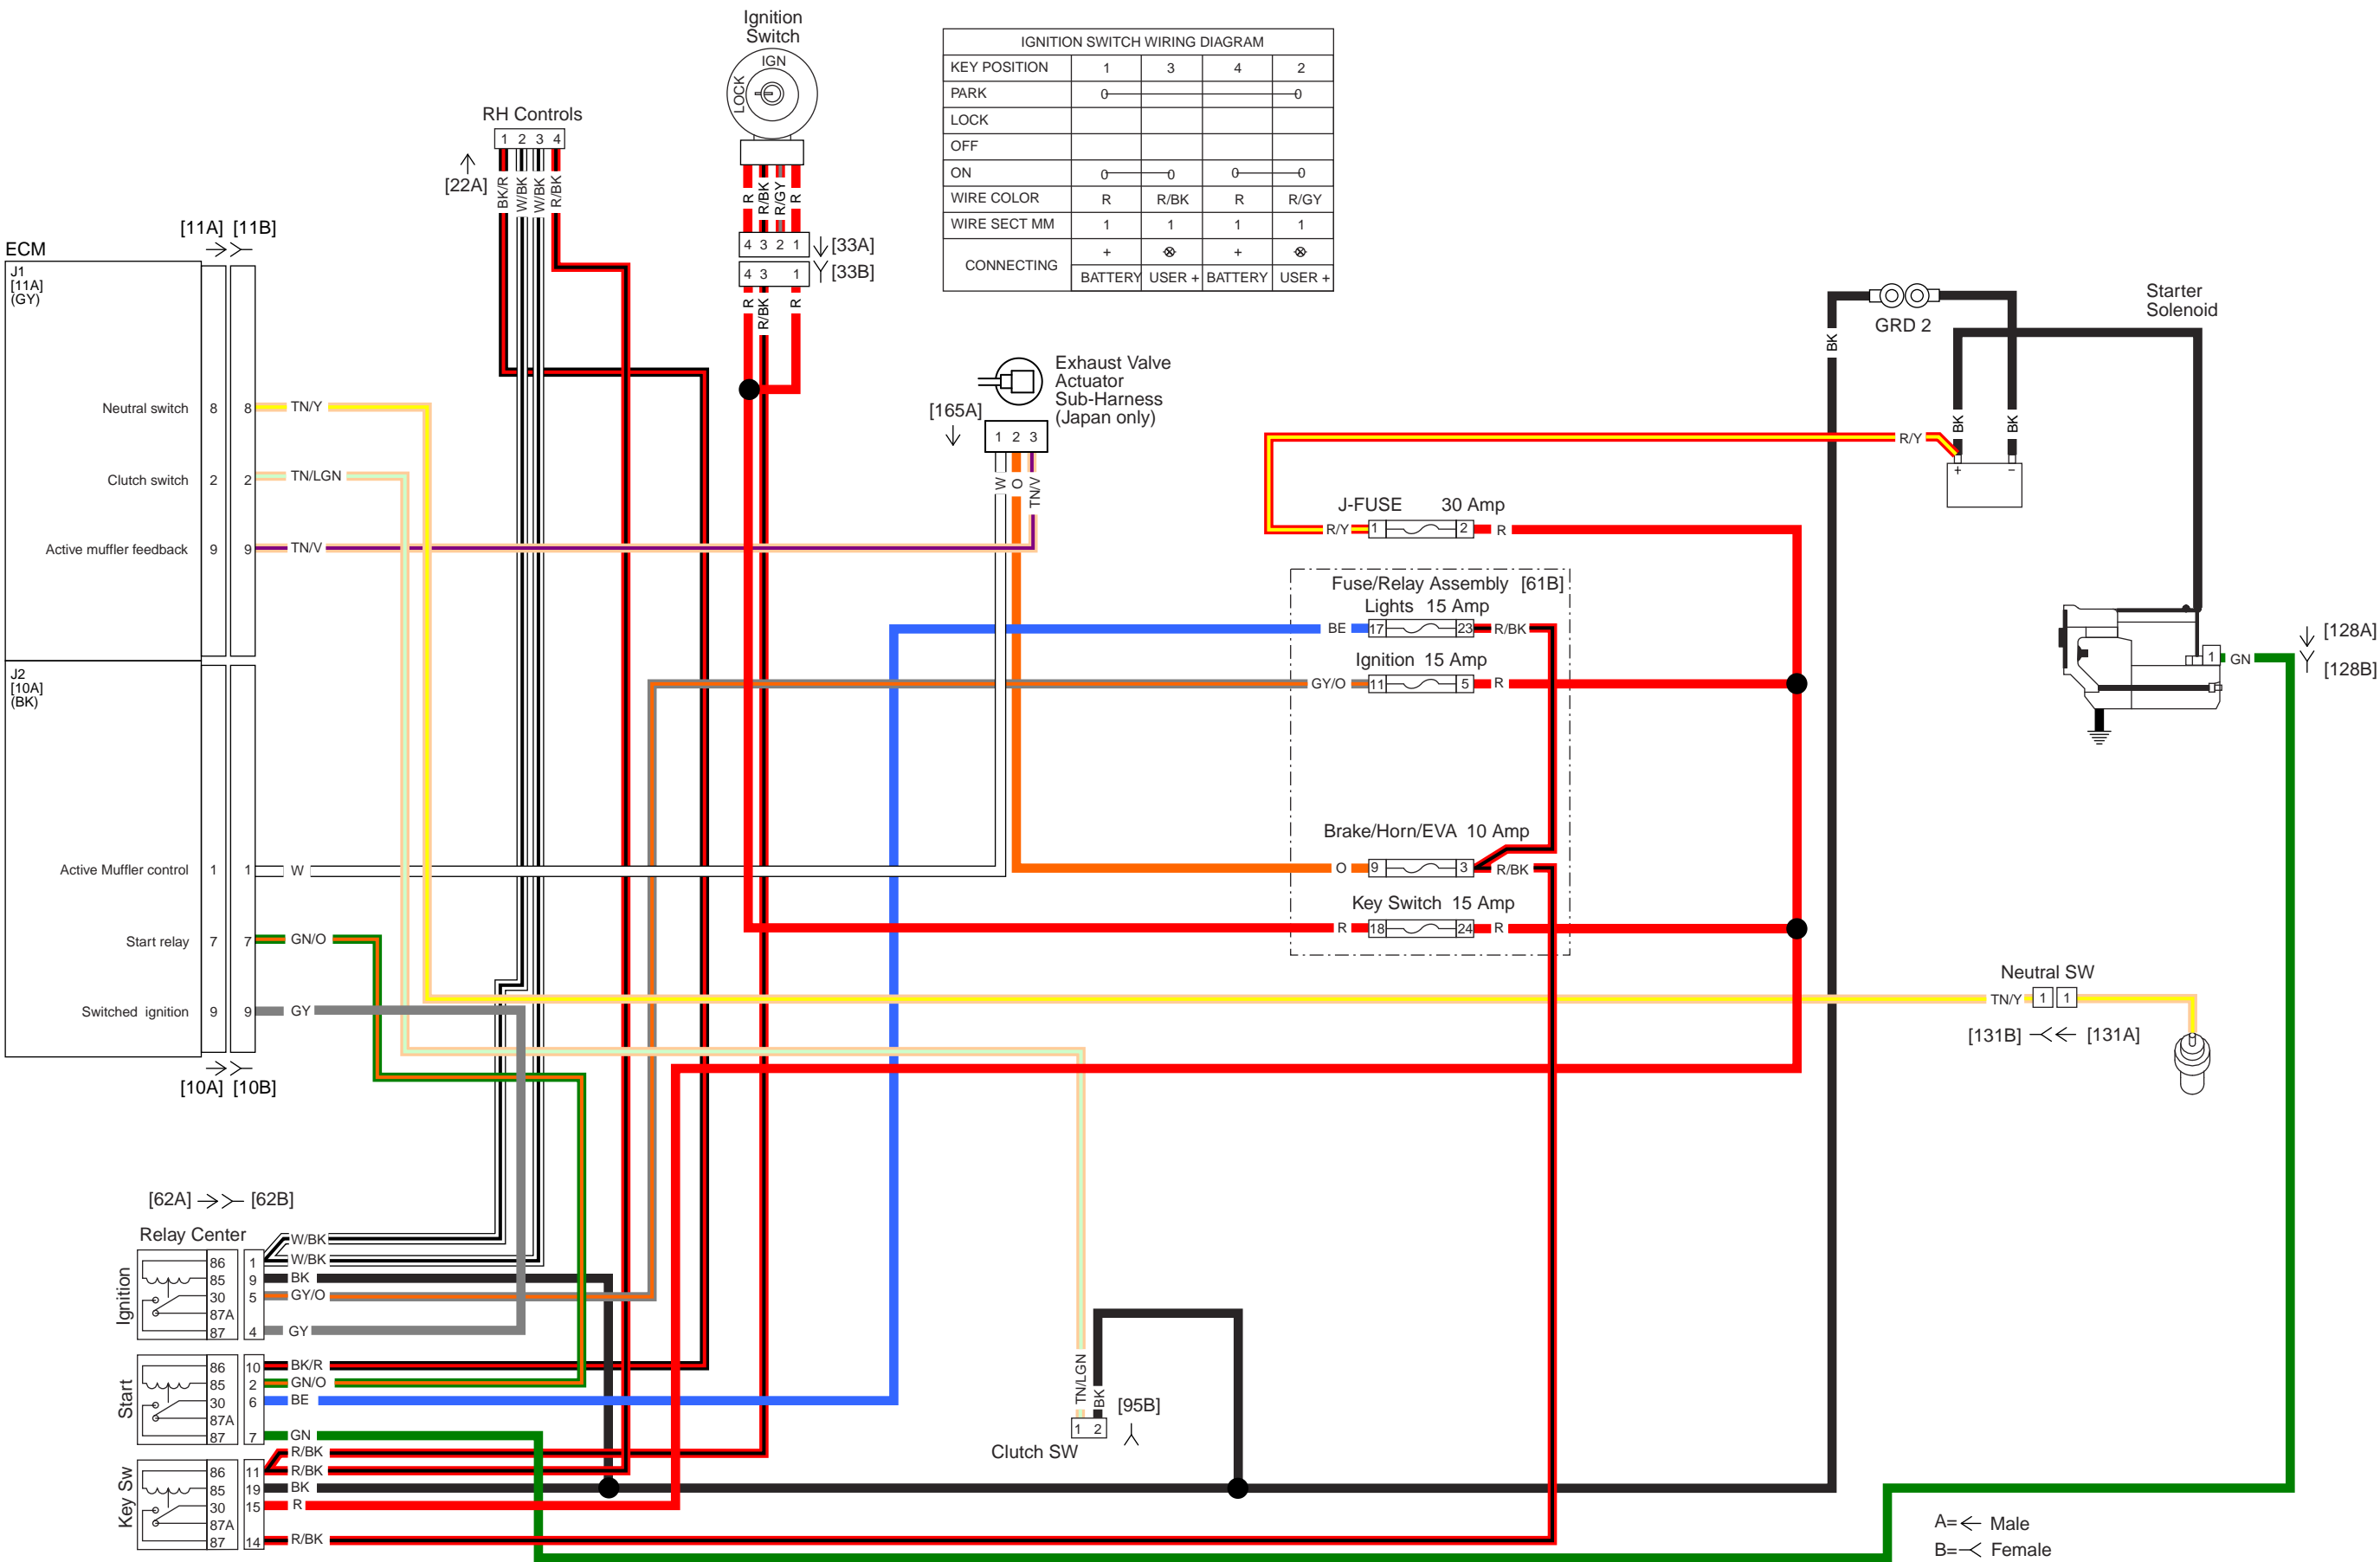 Ignition
Switch
IGN
LOCK
IGNITION SWITCH WIRING DIAGRAM
KEY POSITION 1 3 4 2
PARK 0 0
LOCK
OFF
ON 0 0 0 0
WIRE COLOR R R/BK R R/GY
WIRE SECT MM 1 1 1 1
CONNECTING + ⊗ + ⊗
BATTERY USER + BATTERY USER +
RH Controls
1 2 3 4
[22A]
BK/R W/BK W/BK R/BK
R R/BK R/GY R
4 3 2 1 [33A]
4 3 1 [33B]
R R/BK R
[11A] [11B]
ECM
J1
[11A]
(GY)
Neutral switch 8 8 TN/Y
Clutch switch 2 2 TN/LGN
Active muffler feedback 9 9 TN/V
J2
[10A]
(BK)
Active Muffler control 1 1 W
Start relay 7 7 GN/O
Switched ignition 9 9 GY
[10A] [10B]
Exhaust Valve
Actuator
Sub-Harness
(Japan only)
[165A]
1 2 3
W O TN/V
GRD 2
BK
Starter
Solenoid
BK BK
R/Y
+ −
J-FUSE 30 Amp
R/Y 1 2 R
Fuse/Relay Assembly [61B]
Lights 15 Amp
BE 17 23 R/BK
Ignition 15 Amp
GY/O 11 5 R
Brake/Horn/EVA 10 Amp
O 9 3 R/BK
Key Switch 15 Amp
R 18 24 R
1 GN
[128A]
[128B]
Neutral SW
TN/Y 1 1
[131B] [131A]
[62A] [62B]
Relay Center
Ignition
86 1 W/BK
W/BK
85 9 BK
30 5 GY/O
87A
87 4 GY
Start
86 10 BK/R
85 2 GN/O
30 6 BE
87A
87 7 GN
Key Sw
R/BK
86 11 R/BK
85 19 BK
30 15 R
87A
87 14 R/BK
TN/LGN BK
[95B]
1 2
Clutch SW
A= Male
B= Female